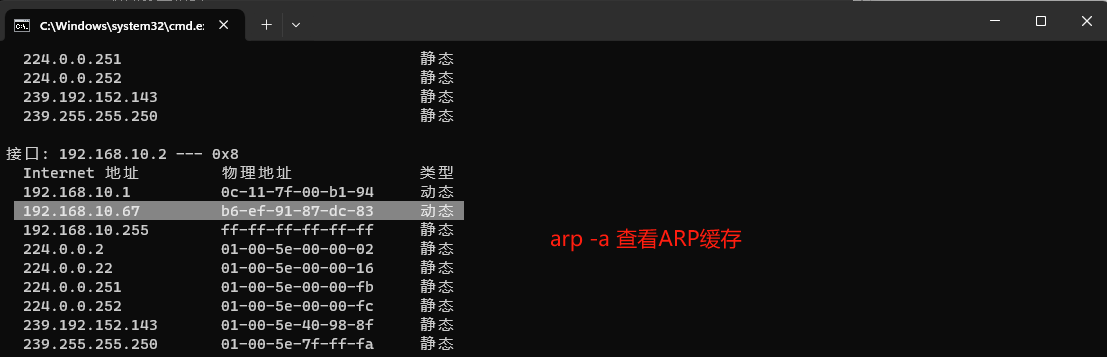 C:\Windows\system32\cmd.e:
224.0.0.251 静态
224.0.0.252 静态
239.192.152.143 静态
239.255.255.250 静态
接口: 192.168.10.2 --- 0x8
Internet 地址 物理地址 类型
192.168.10.1 0c-11-7f-00-b1-94 动态
192.168.10.67 b6-ef-91-87-dc-83 动态
192.168.10.255 ff-ff-ff-ff-ff-ff 静态
224.0.0.2 01-00-5e-00-00-02 静态
224.0.0.22 01-00-5e-00-00-16 静态
224.0.0.251 01-00-5e-00-00-fb 静态
224.0.0.252 01-00-5e-00-00-fc 静态
239.192.152.143 01-00-5e-40-98-8f 静态
239.255.255.250 01-00-5e-7f-ff-fa 静态
arp -a 查看ARP缓存